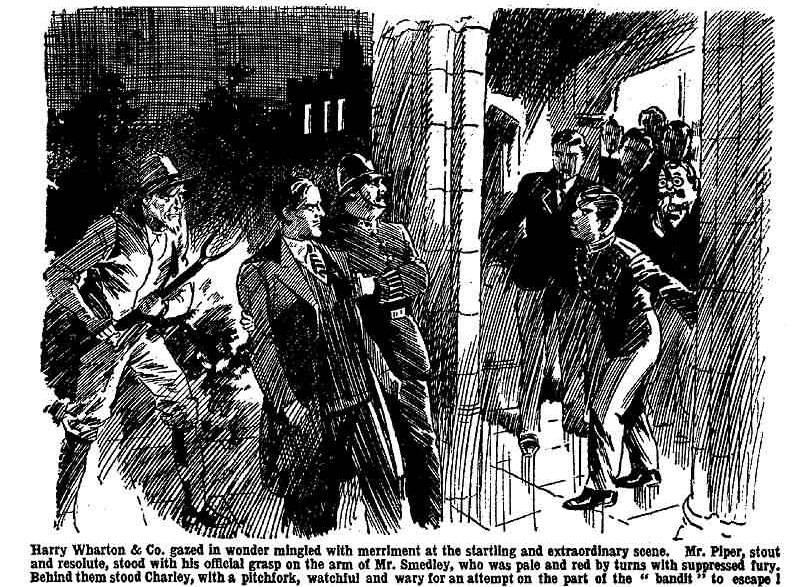 Harry Wharton & Co. gazed in wonder mingled with merriment at the startling and extraordinary scene. Mr. Piper, stout
and resolute, stood with his official grasp on the arm of Mr. Smedley, who was pale and red by turns with suppressed fury.
Behind them stood Charley, with a pitchfork, watchful and wary for an attempt on the part of the “ bandit ” to escape !